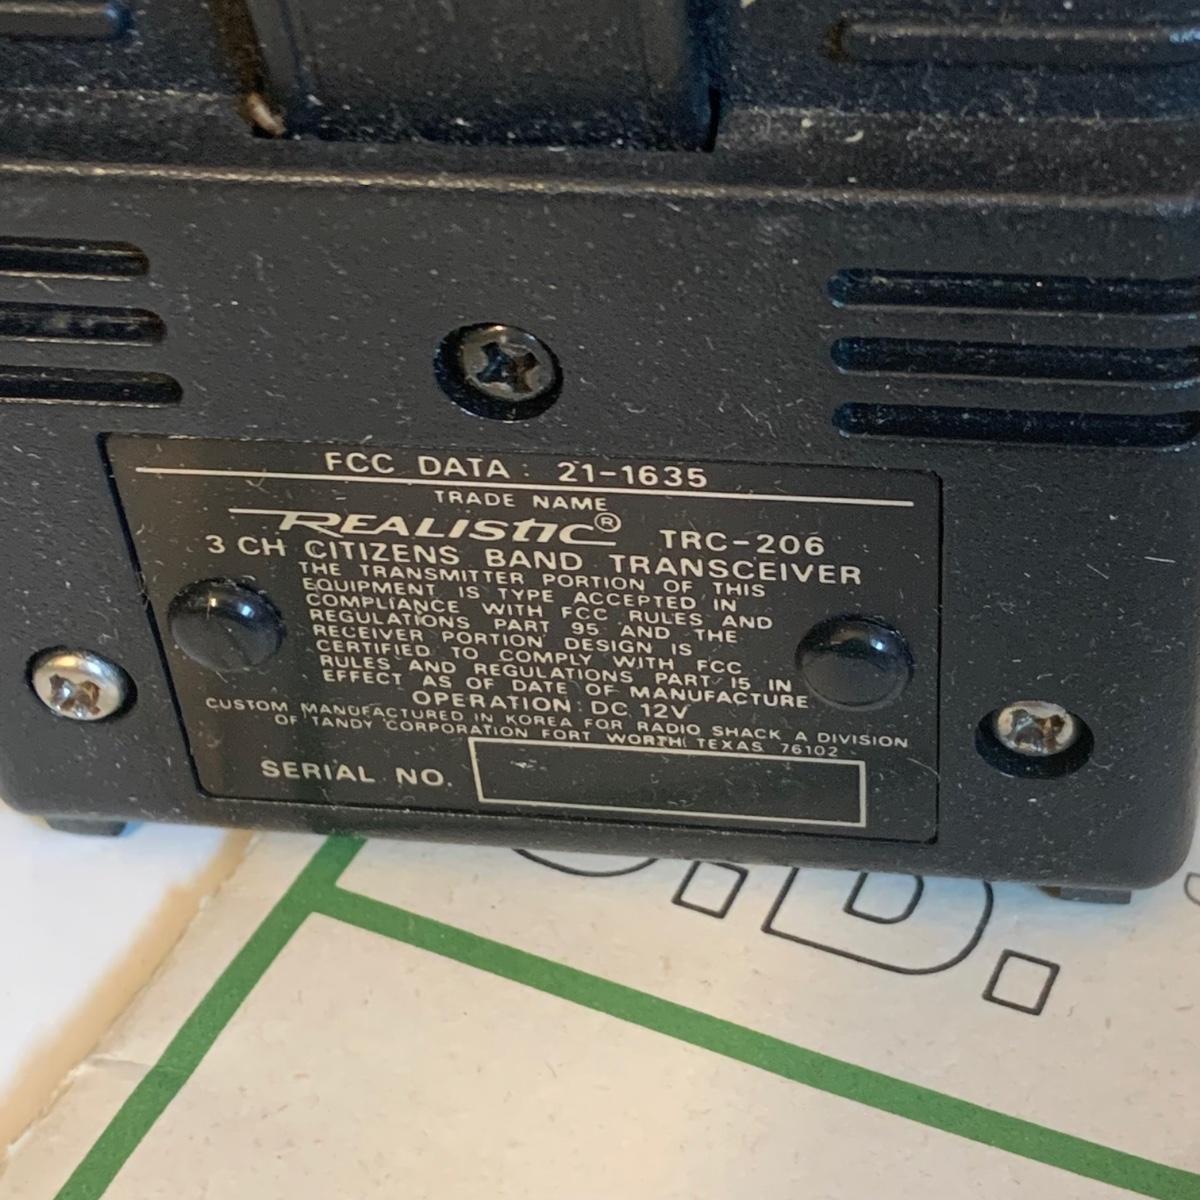 FCC DATA : 21-1635
TRADE NAME
REALISTIC® TRC-206
3 CH CITIZENS BAND TRANSCEIVER
THE TRANSMITTER PORTION OF THIS
EQUIPMENT IS TYPE ACCEPTED IN
COMPLIANCE WITH FCC RULES AND
REGULATIONS PART 95 AND THE
RECEIVER PORTION DESIGN IS
CERTIFIED TO COMPLY WITH FCC
RULES AND REGULATIONS PART 15 IN
EFFECT AS OF DATE OF MANUFACTURE
OPERATION : DC 12V
CUSTOM MANUFACTURED IN KOREA FOR RADIO SHACK A DIVISION
OF TANDY CORPORATION FORT WORTH, TEXAS 76102
SERIAL NO.